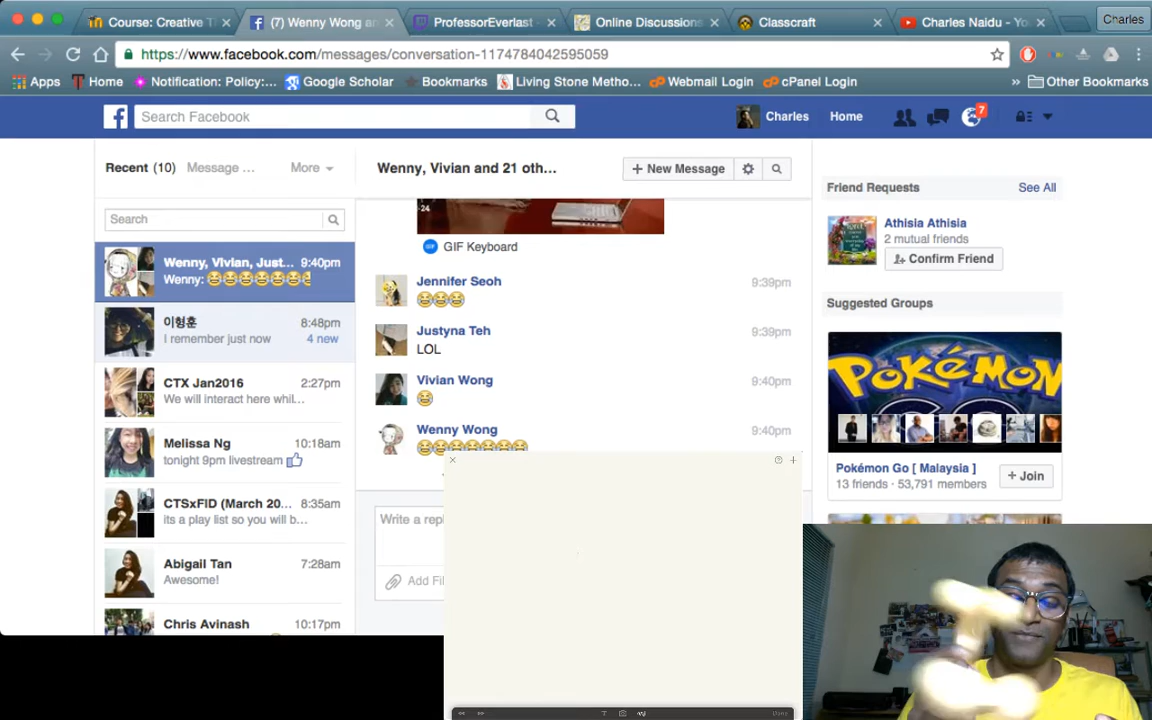 Course: Creative T
(7) Wenny Wong an
ProfessorEverlast -
Online Discussions
Classcraft
Charles Naidu - Yo
Charles
https://www.facebook.com/messages/conversation-1174784042595059
Apps
Home
Notification: Policy:...
Google Scholar
Bookmarks
Living Stone Metho...
Webmail Login
cPanel Login
»
Other Bookmarks
Search Facebook
Charles
Home
7
Recent (10)
Message ...
More
Wenny, Vivian and 21 oth...
+ New Message
Search
Wenny, Vivian, Just... 9:40pm
Wenny: 😂😂😂😂😂😂
이형훈 8:48pm
I remember just now 4 new
CTX Jan2016 2:27pm
We will interact here whil...
Melissa Ng 10:18am
tonight 9pm livestream
CTSxFID (March 20... 8:35am
its a play list so you will b...
Abigail Tan 7:28am
Awesome!
Chris Avinash 10:17pm
-24
GIF Keyboard
Jennifer Seoh 9:39pm
😂😂😂
Justyna Teh 9:39pm
LOL
Vivian Wong 9:40pm
😂
Wenny Wong 9:40pm
😂😂😂😂😂😂😂
Write a repl
Add Fil
Friend Requests See All
Athisia Athisia
2 mutual friends
Confirm Friend
Suggested Groups
POKÉMON
GO
Pokémon Go [ Malaysia ]
13 friends · 53,791 members
+ Join